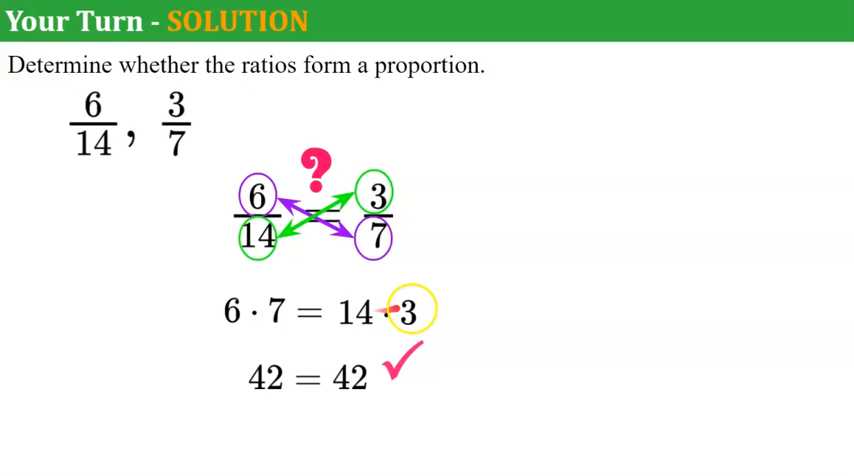 Your Turn - SOLUTION
Determine whether the ratios form a proportion.
6/14, 3/7
?
6/14 = 3/7
6 · 7 = 14 · 3
42 = 42 ✓